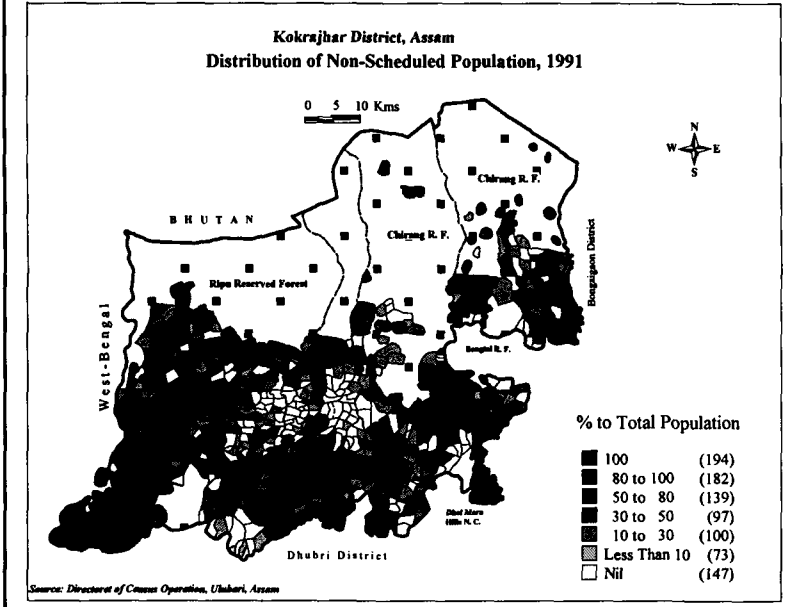 Kokrajhar District, Assam
Distribution of Non-Scheduled Population, 1991
0 5 10 Kms
N
W E
S
Chirang R. F.
BHUTAN
Chirang R. F.
Ripu Reserved Forest
Bongaigaon District
West-Bengal
Bengtol R. F.
% to Total Population
100 (194)
80 to 100 (182)
50 to 80 (139)
30 to 50 (97)
10 to 30 (100)
Less Than 10 (73)
Nil (147)
Hills N. C.
Dhubri District
Source: Directorat of Census Operation, Ulubari, Assam